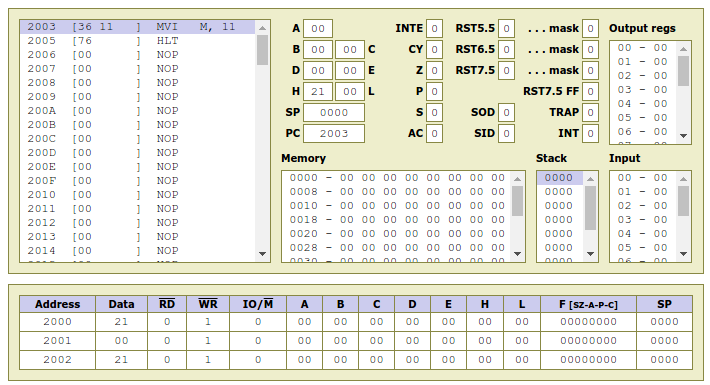 2003 [36 11 ] MVI M, 11
2005 [76 ] HLT
2006 [00 ] NOP
2007 [00 ] NOP
2008 [00 ] NOP
2009 [00 ] NOP
200A [00 ] NOP
200B [00 ] NOP
200C [00 ] NOP
200D [00 ] NOP
200E [00 ] NOP
200F [00 ] NOP
2010 [00 ] NOP
2011 [00 ] NOP
2012 [00 ] NOP
2013 [00 ] NOP
2014 [00 ] NOP
A 00
B 00 00 C
D 00 00 E
H 21 00 L
SP 0000
PC 2003
INTE 0 RST5.5 0 ... mask 0
CY 0 RST6.5 0 ... mask 0
Z 0 RST7.5 0 ... mask 0
P 0 RST7.5 FF 0
S 0 SOD 0 TRAP 0
AC 0 SID 0 INT 0
Output regs
00 - 00
01 - 00
02 - 00
03 - 00
04 - 00
05 - 00
06 - 00
Memory
0000 - 00 00 00 00 00 00 00 00
0008 - 00 00 00 00 00 00 00 00
0010 - 00 00 00 00 00 00 00 00
0018 - 00 00 00 00 00 00 00 00
0020 - 00 00 00 00 00 00 00 00
0028 - 00 00 00 00 00 00 00 00
0030 - 00 00 00 00 00 00 00 00
Stack
0000
0000
0000
0000
0000
0000
0000
Input
00 - 00
01 - 00
02 - 00
03 - 00
04 - 00
05 - 00
06 - 00
Address Data RD WR IO/M A B C D E H L F [SZ-A-P-C] SP
2000 21 0 1 0 00 00 00 00 00 00 00 00000000 0000
2001 00 0 1 0 00 00 00 00 00 00 00 00000000 0000
2002 21 0 1 0 00 00 00 00 00 00 00 00000000 0000